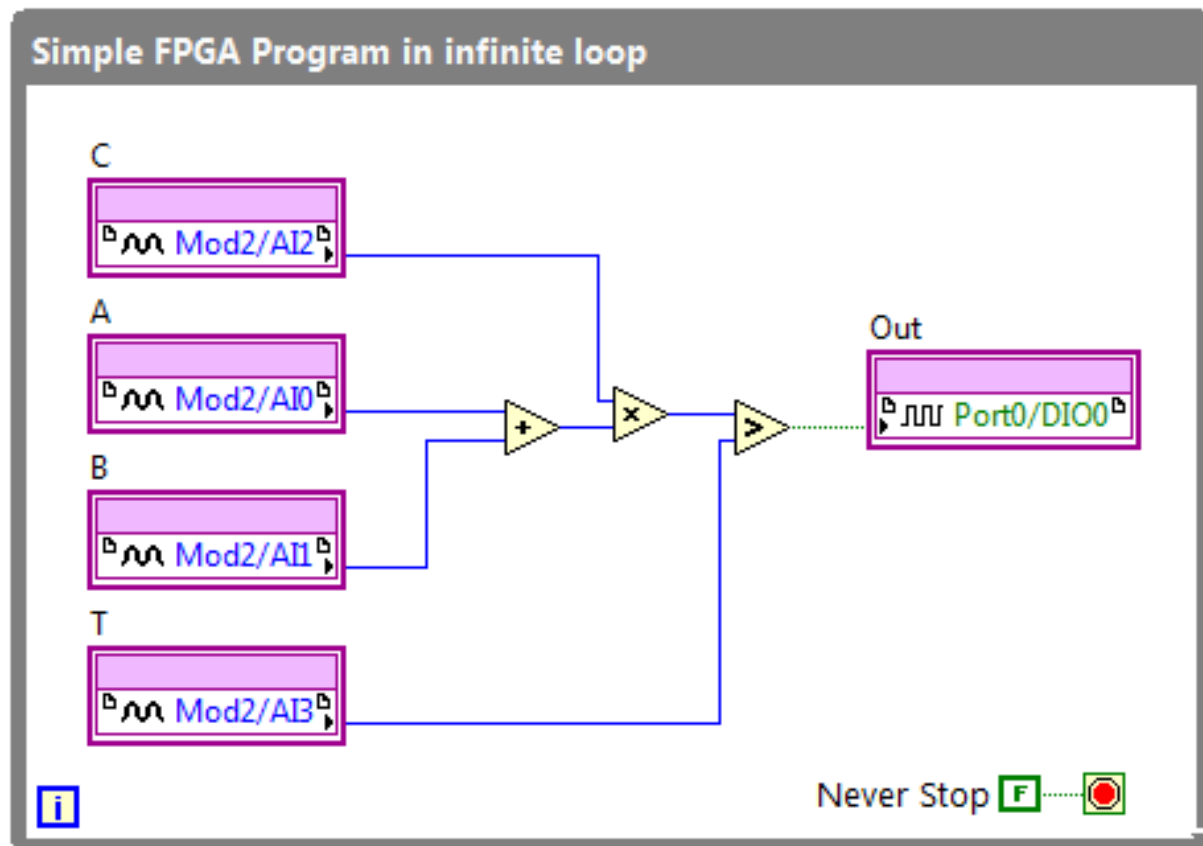 Simple FPGA Program in infinite loop
C
Mod2/AI2
A
Mod2/AI0
B
Mod2/AI1
T
Mod2/AI3
+
x
>
Out
Port0/DIO0
Never Stop F
i